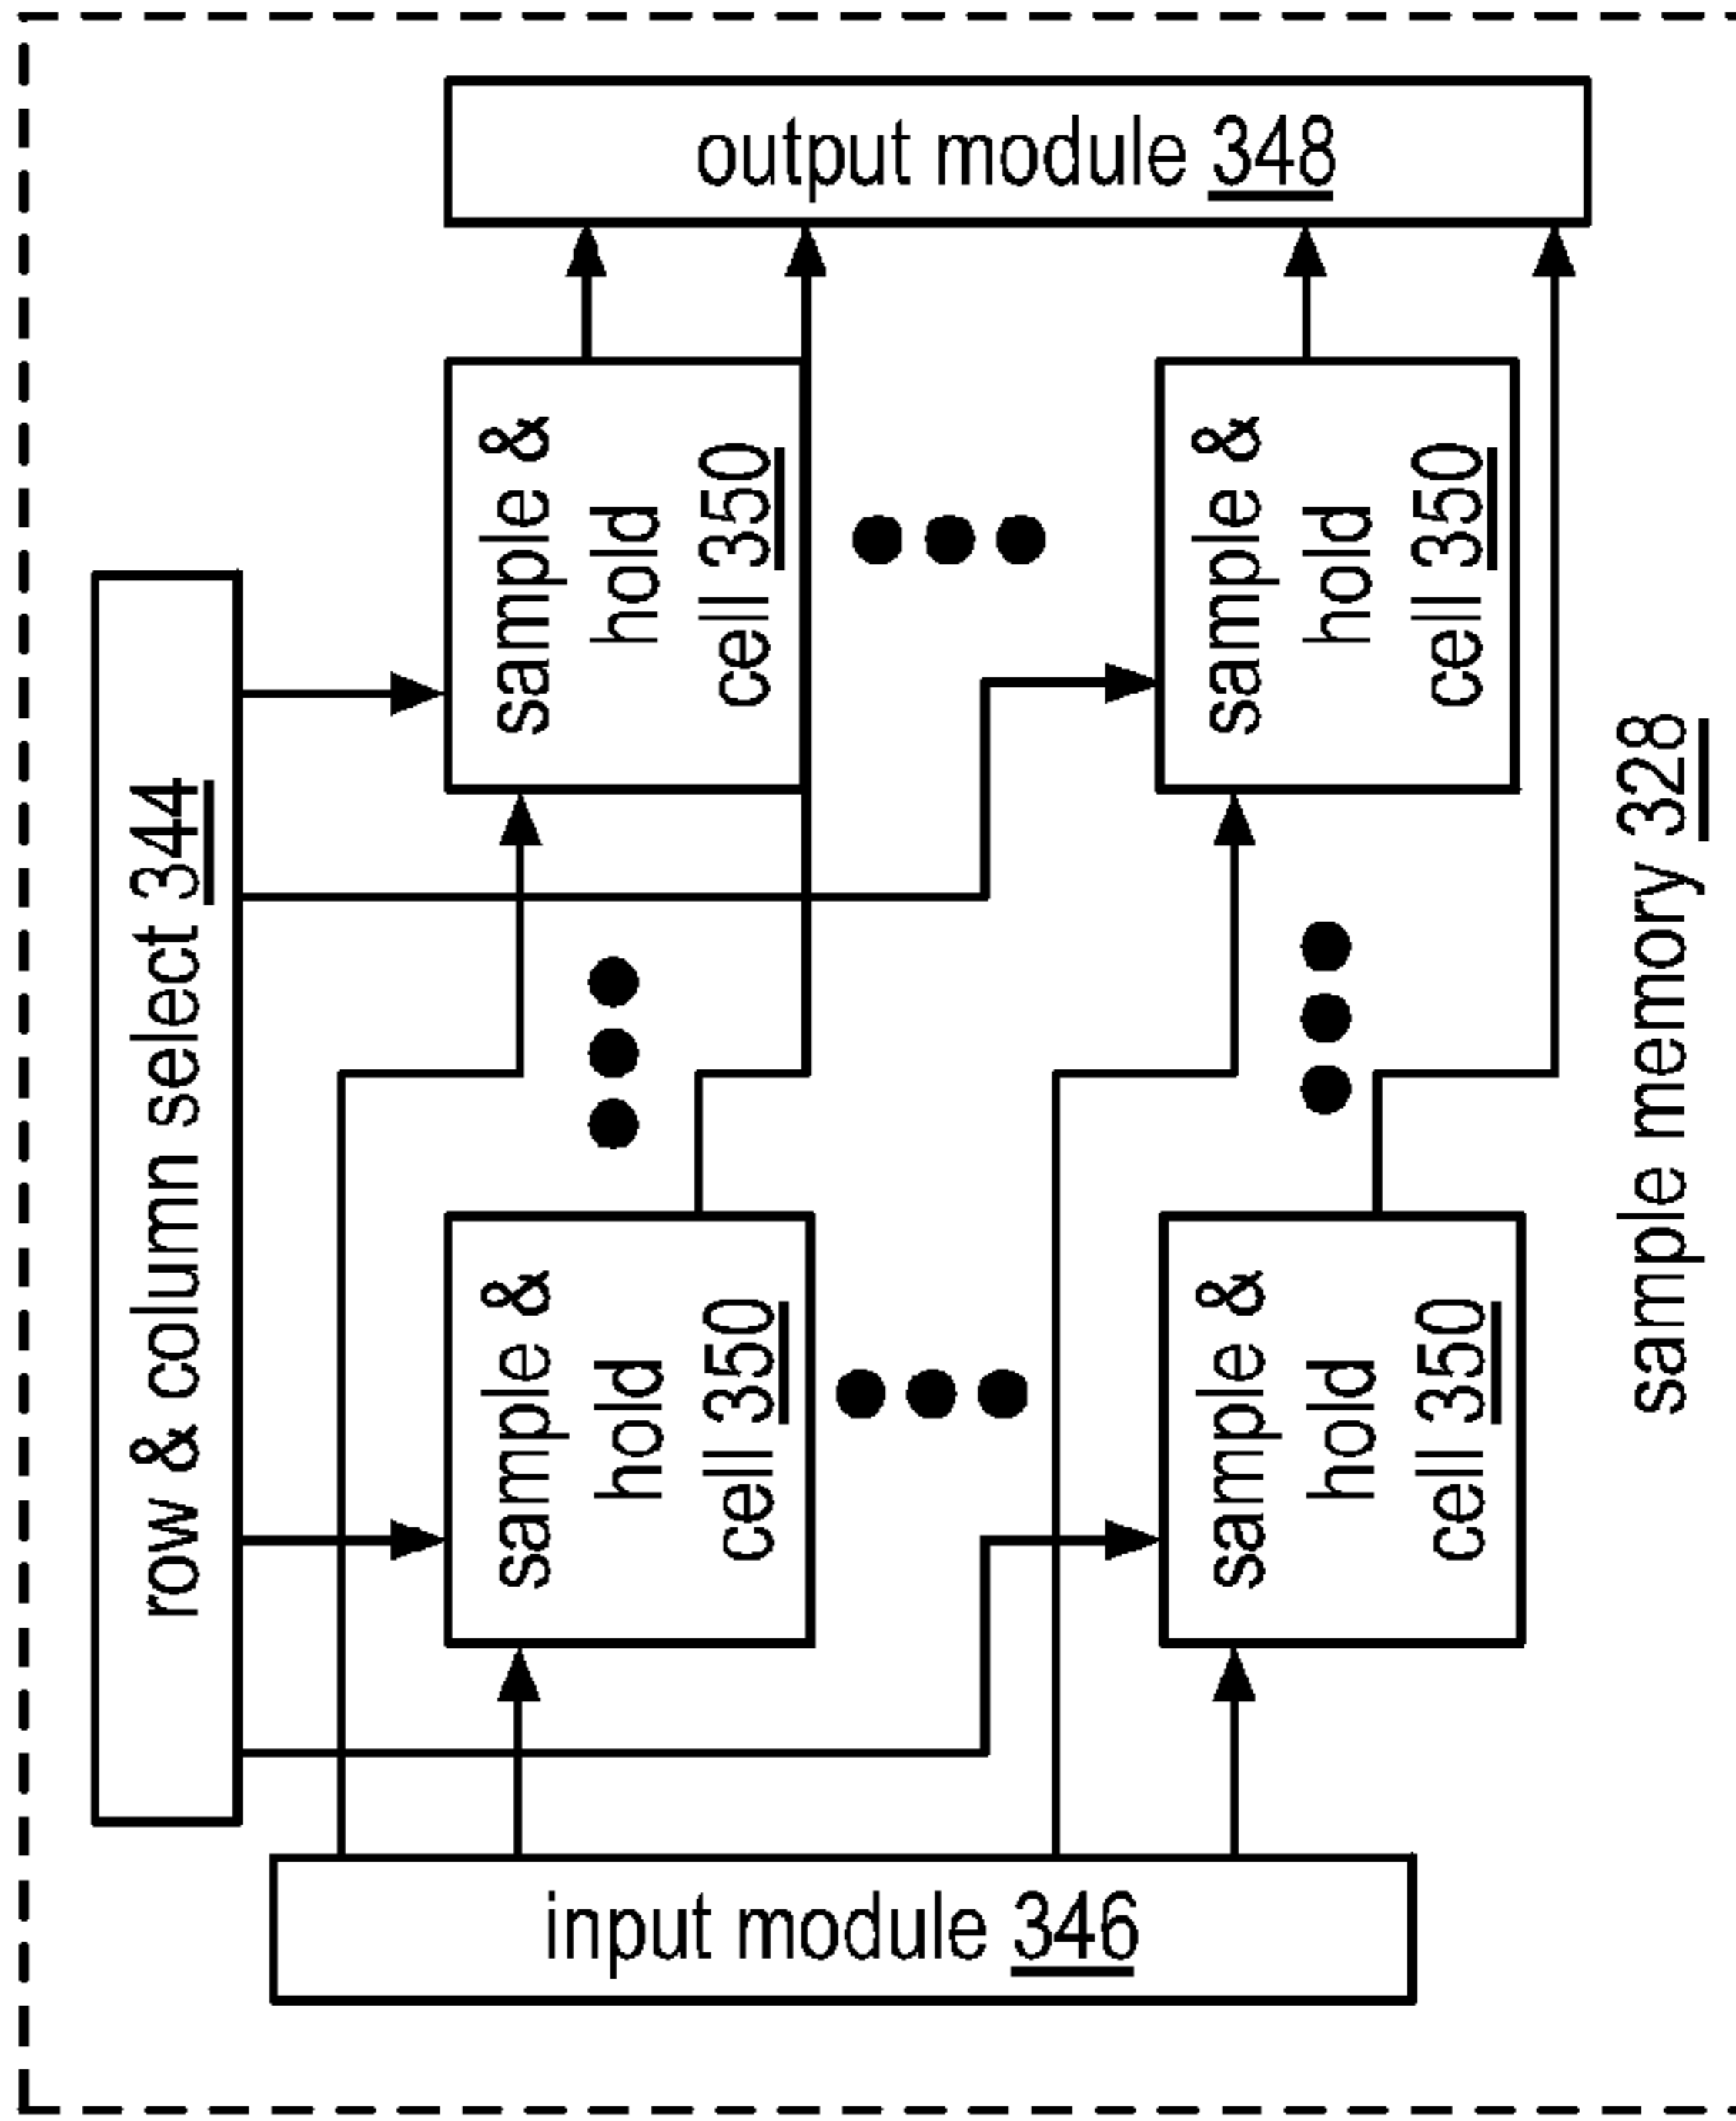 output module 348
row & column select 344
sample &
hold
cell 350
sample &
hold
cell 350
sample &
hold
cell 350
sample &
hold
cell 350
input module 346
sample memory 328